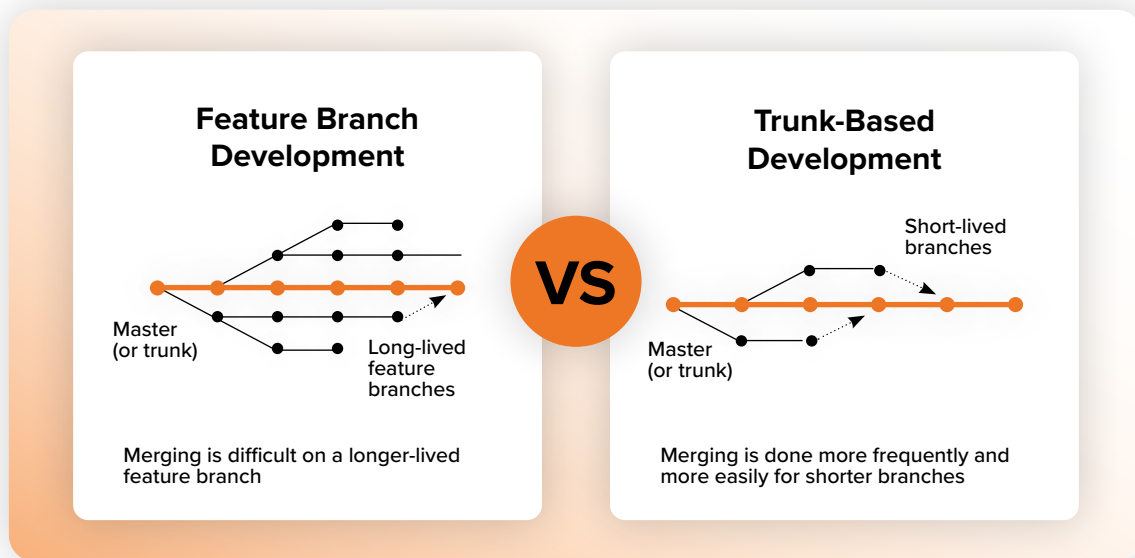 Feature Branch
Development
Master
(or trunk)
Long-lived
feature
branches
Merging is difficult on a longer-lived
feature branch
VS
Trunk-Based
Development
Short-lived
branches
Master
(or trunk)
Merging is done more frequently and
more easily for shorter branches